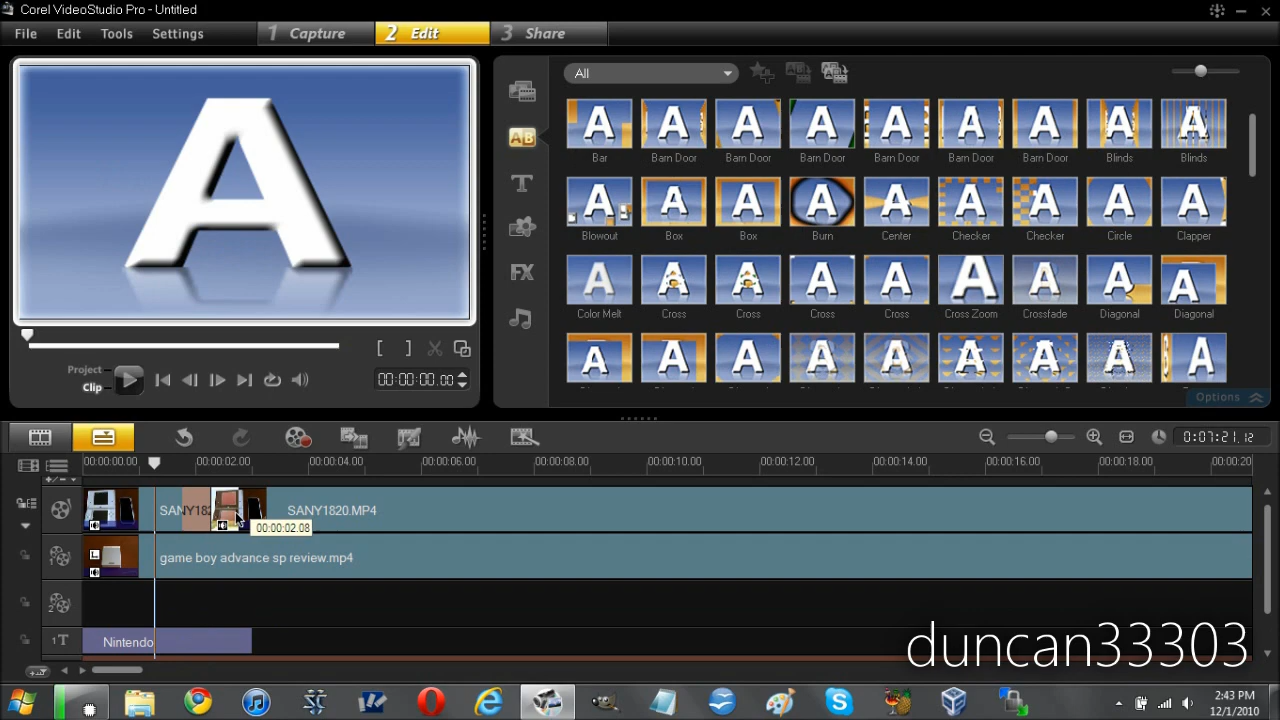 Corel VideoStudio Pro - Untitled
File Edit Tools Settings 1 Capture 2 Edit 3 Share
All
A
AB
T
FX
Bar Barn Door Barn Door Barn Door Barn Door Barn Door Barn Door Blinds Blinds
Blowout Box Box Burn Center Checker Checker Circle Clapper
Color Melt Cross Cross Cross Cross Cross Zoom Crossfade Diagonal Diagonal
Project
Clip
[ ]
00:00:00.00
Options
0:07:21.12
00:00:00.00 00:00:02.00 00:00:04.00 00:00:06.00 00:00:08.00 00:00:10.00 00:00:12.00 00:00:14.00 00:00:16.00 00:00:18.00 00:00:20
SANY182 SANY1820.MP4
00:00:02.08
L game boy advance sp review.mp4
1
2
1T Nintendo
duncan33303
2:43 PM
12/1/2010